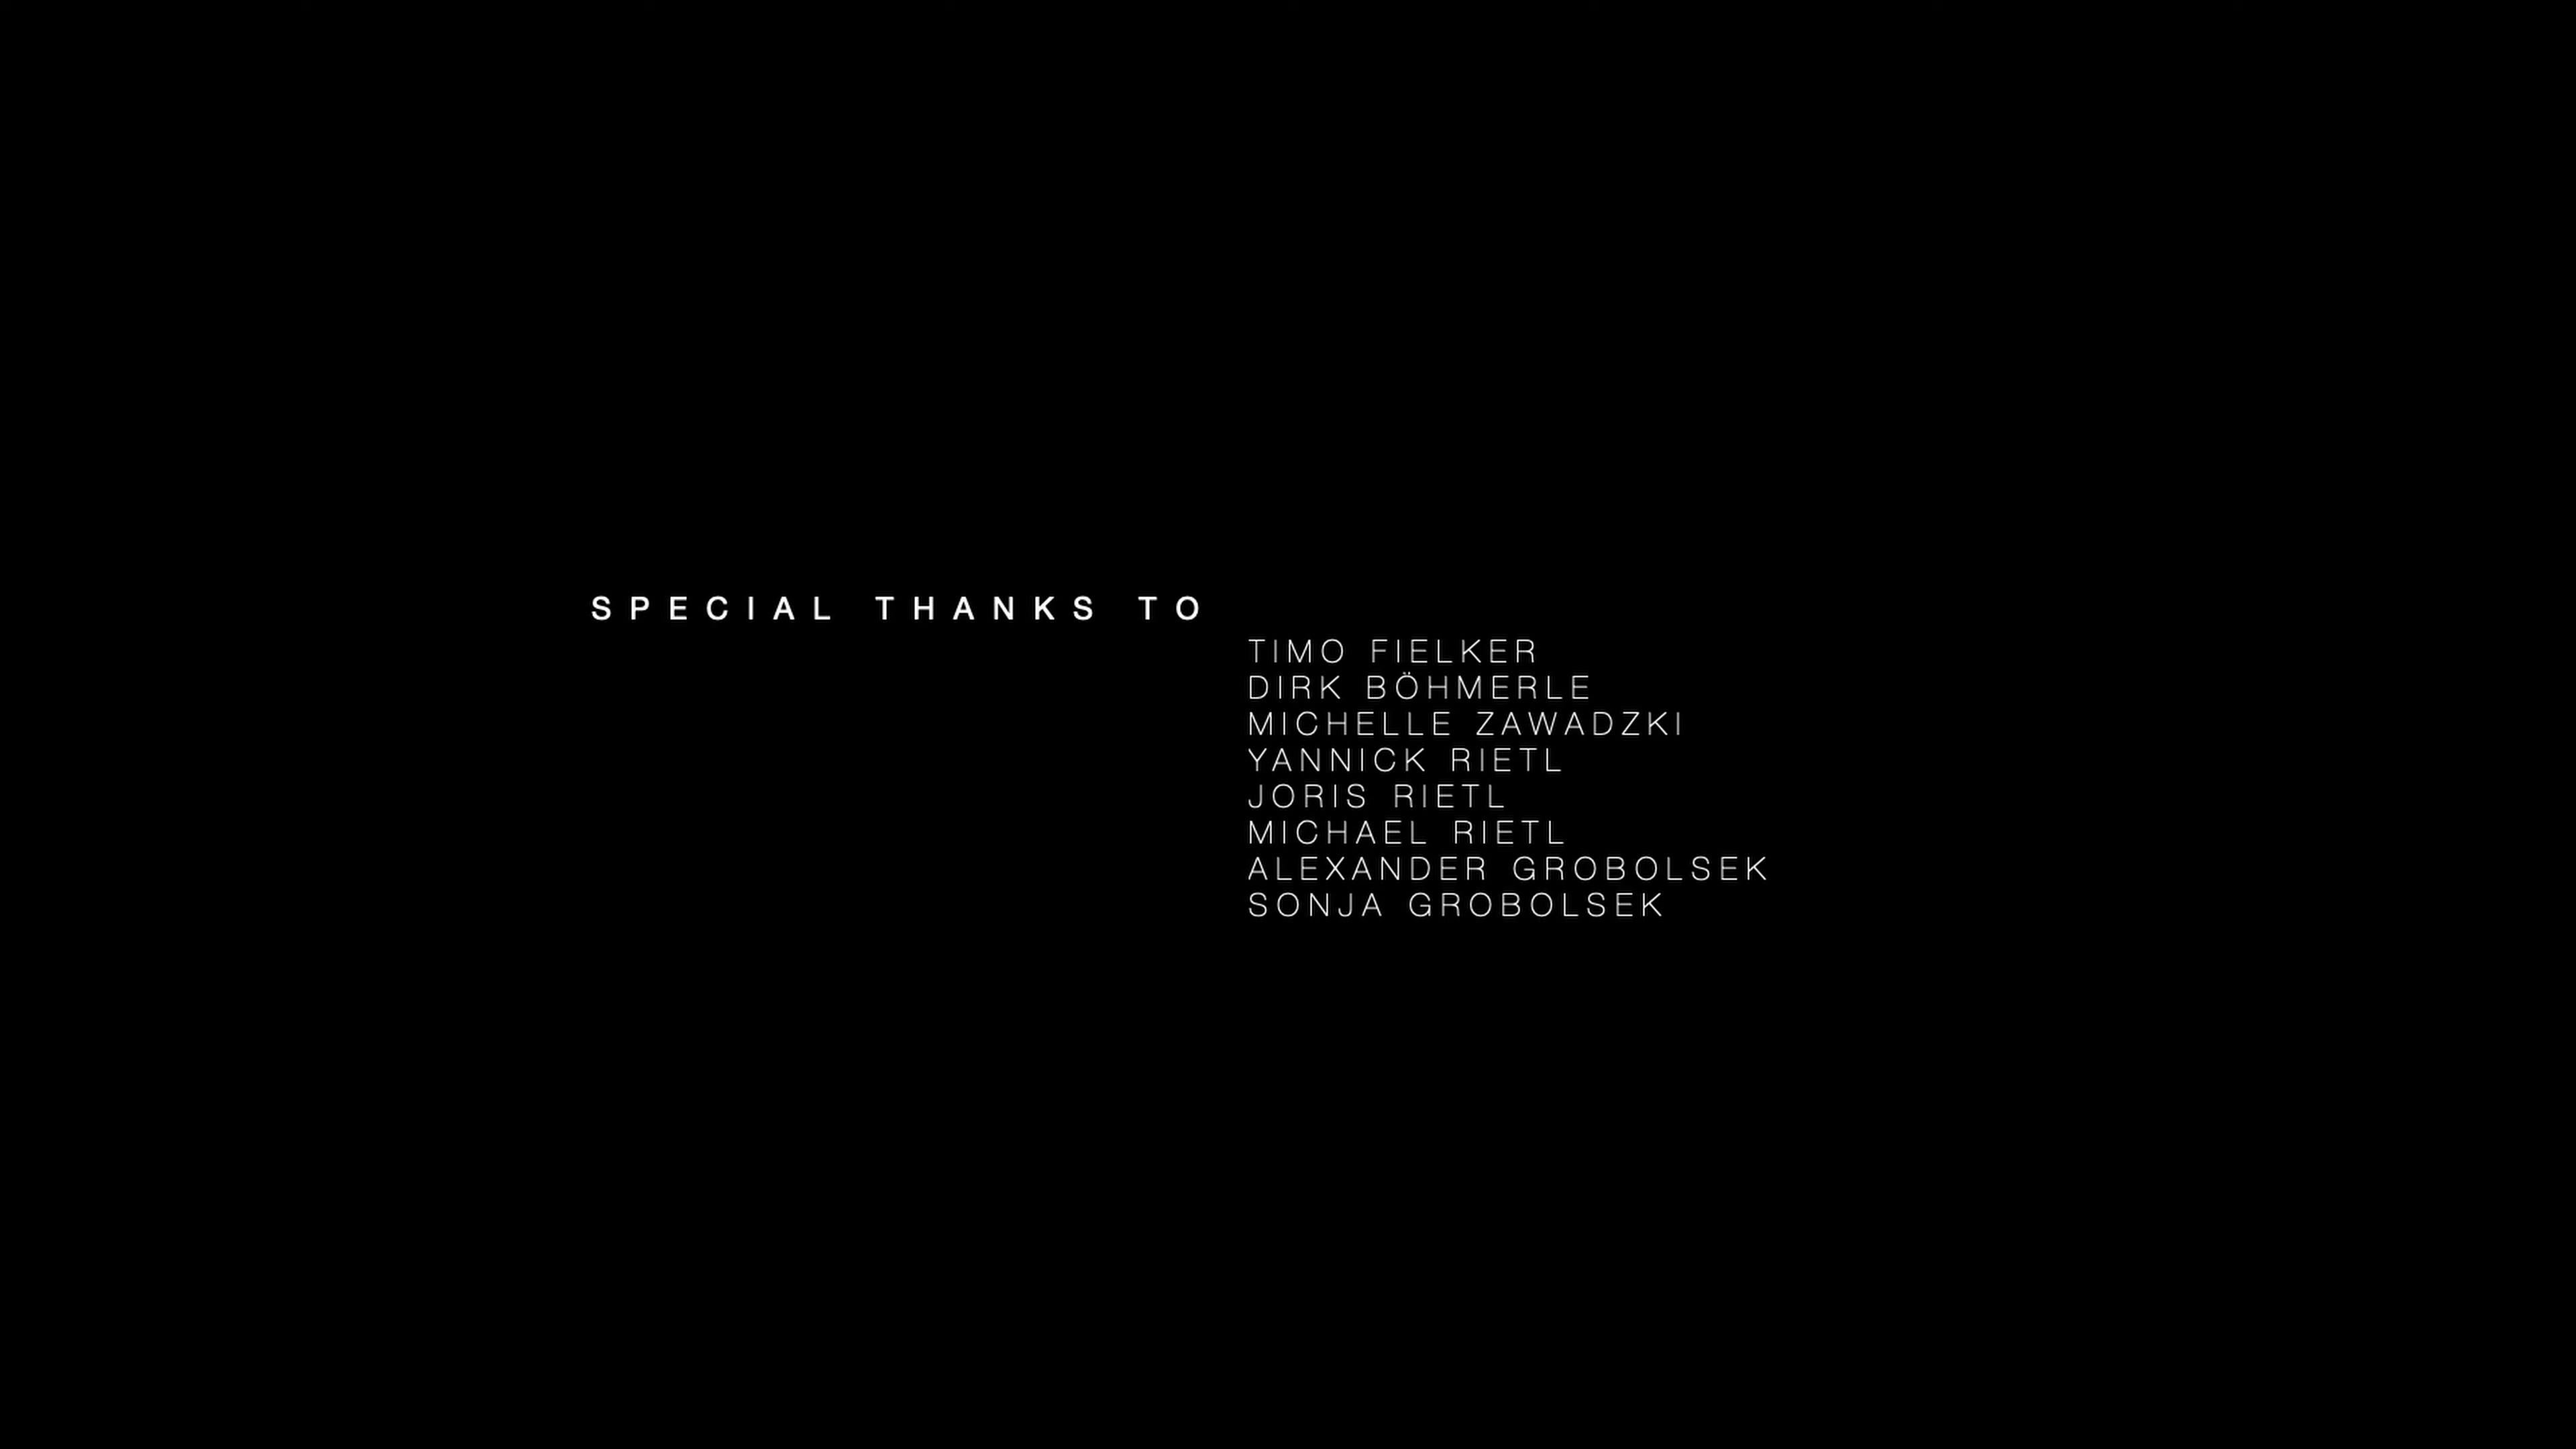 SPECIAL THANKS TO
TIMO FIELKER
DIRK BÖHMERLE
MICHELLE ZAWADZKI
YANNICK RIETL
JORIS RIETL
MICHAEL RIETL
ALEXANDER GROBOLSEK
SONJA GROBOLSEK